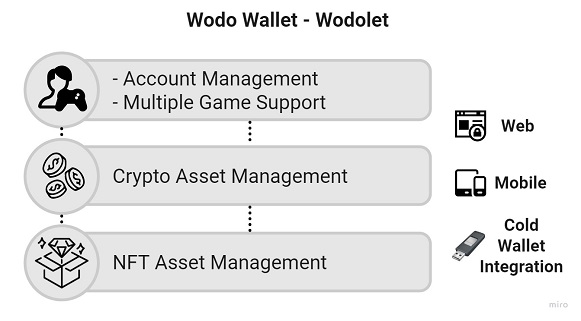 Wodo Wallet - Wodolet
- Account Management
- Multiple Game Support
Crypto Asset Management
NFT Asset Management
Web
Mobile
Cold
Wallet
Integration
miro